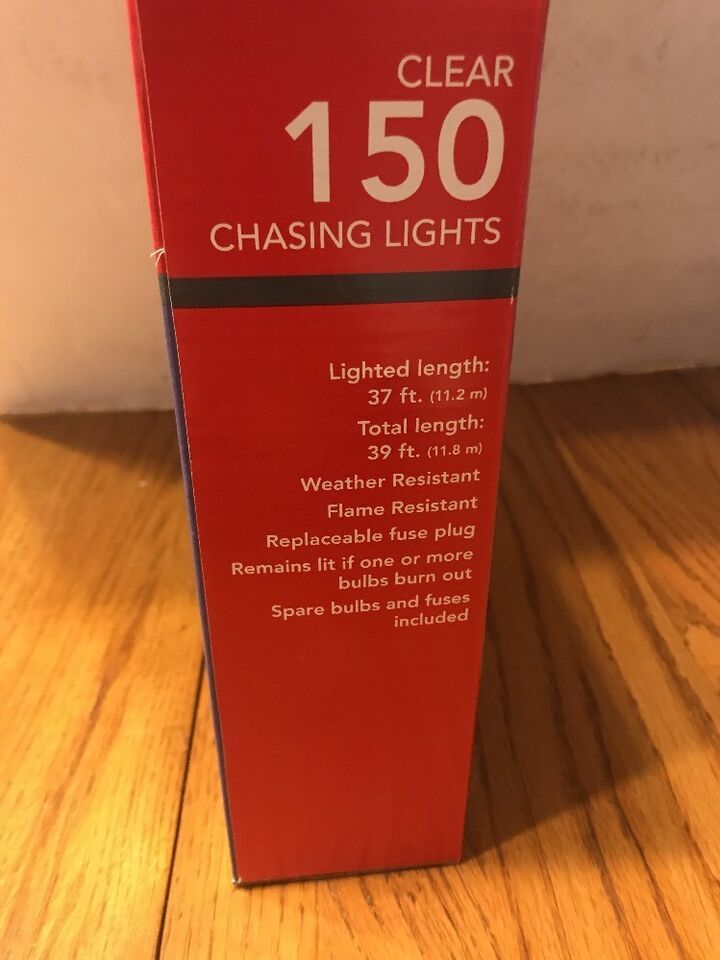 CLEAR
150
CHASING LIGHTS
Lighted length:
37 ft. (11.2 m)
Total length:
39 ft. (11.8 m)
Weather Resistant
Flame Resistant
Replaceable fuse plug
Remains lit if one or more
bulbs burn out
Spare bulbs and fuses
included